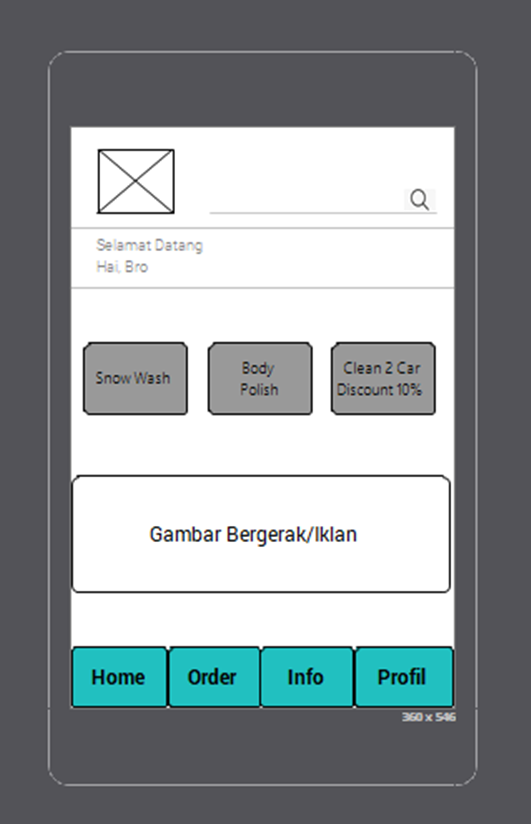 Selamat Datang
Hai, Bro
Snow Wash
Body
Polish
Clean 2 Car
Discount 10%
Gambar Bergerak/Iklan
Home Order Info Profil
360 x 546